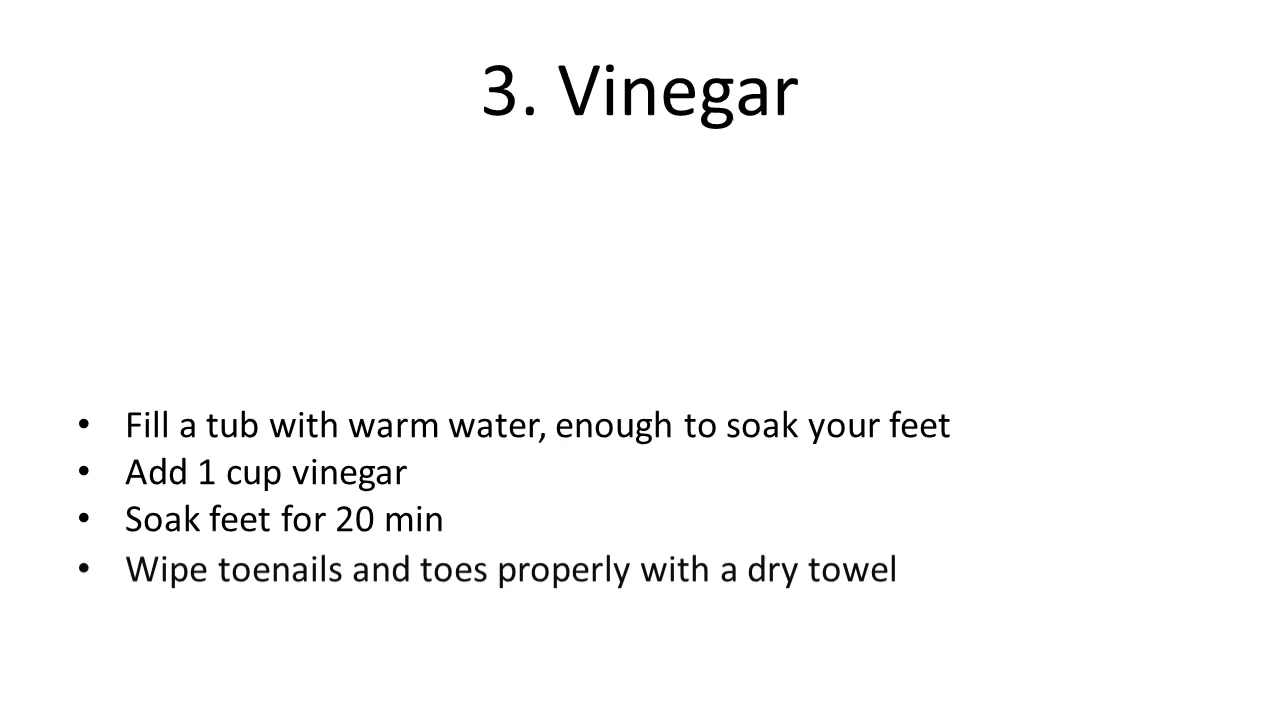 3. Vinegar
• Fill a tub with warm water, enough to soak your feet
• Add 1 cup vinegar
• Soak feet for 20 min
• Wipe toenails and toes properly with a dry towel